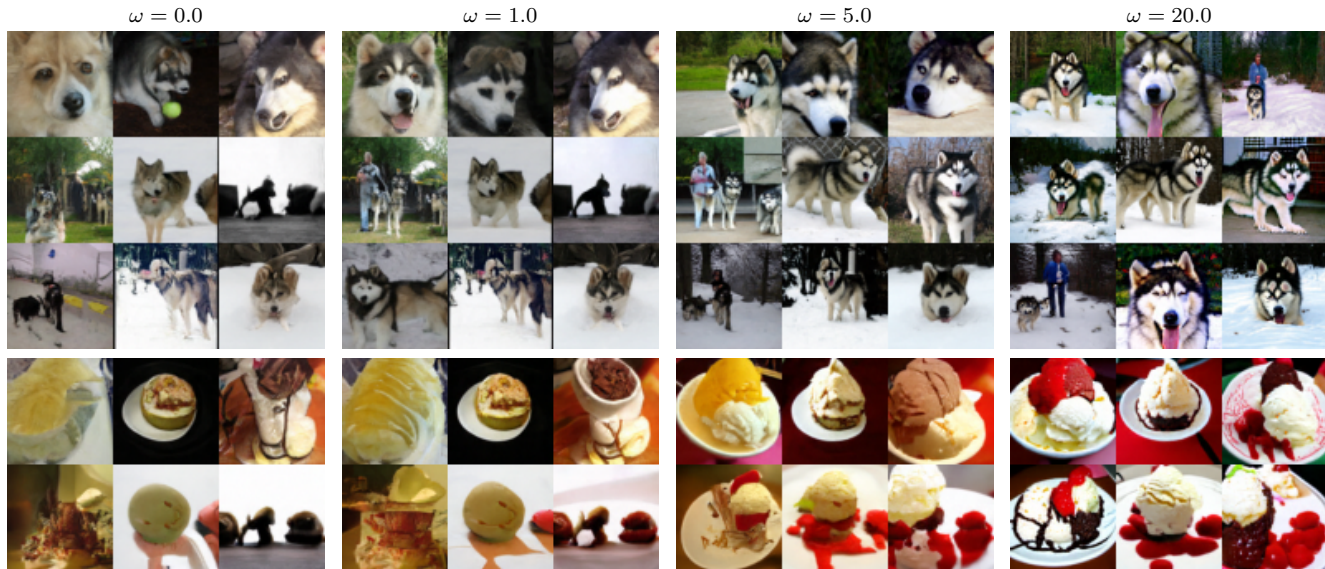 ω = 0.0 ω = 1.0 ω = 5.0 ω = 20.0